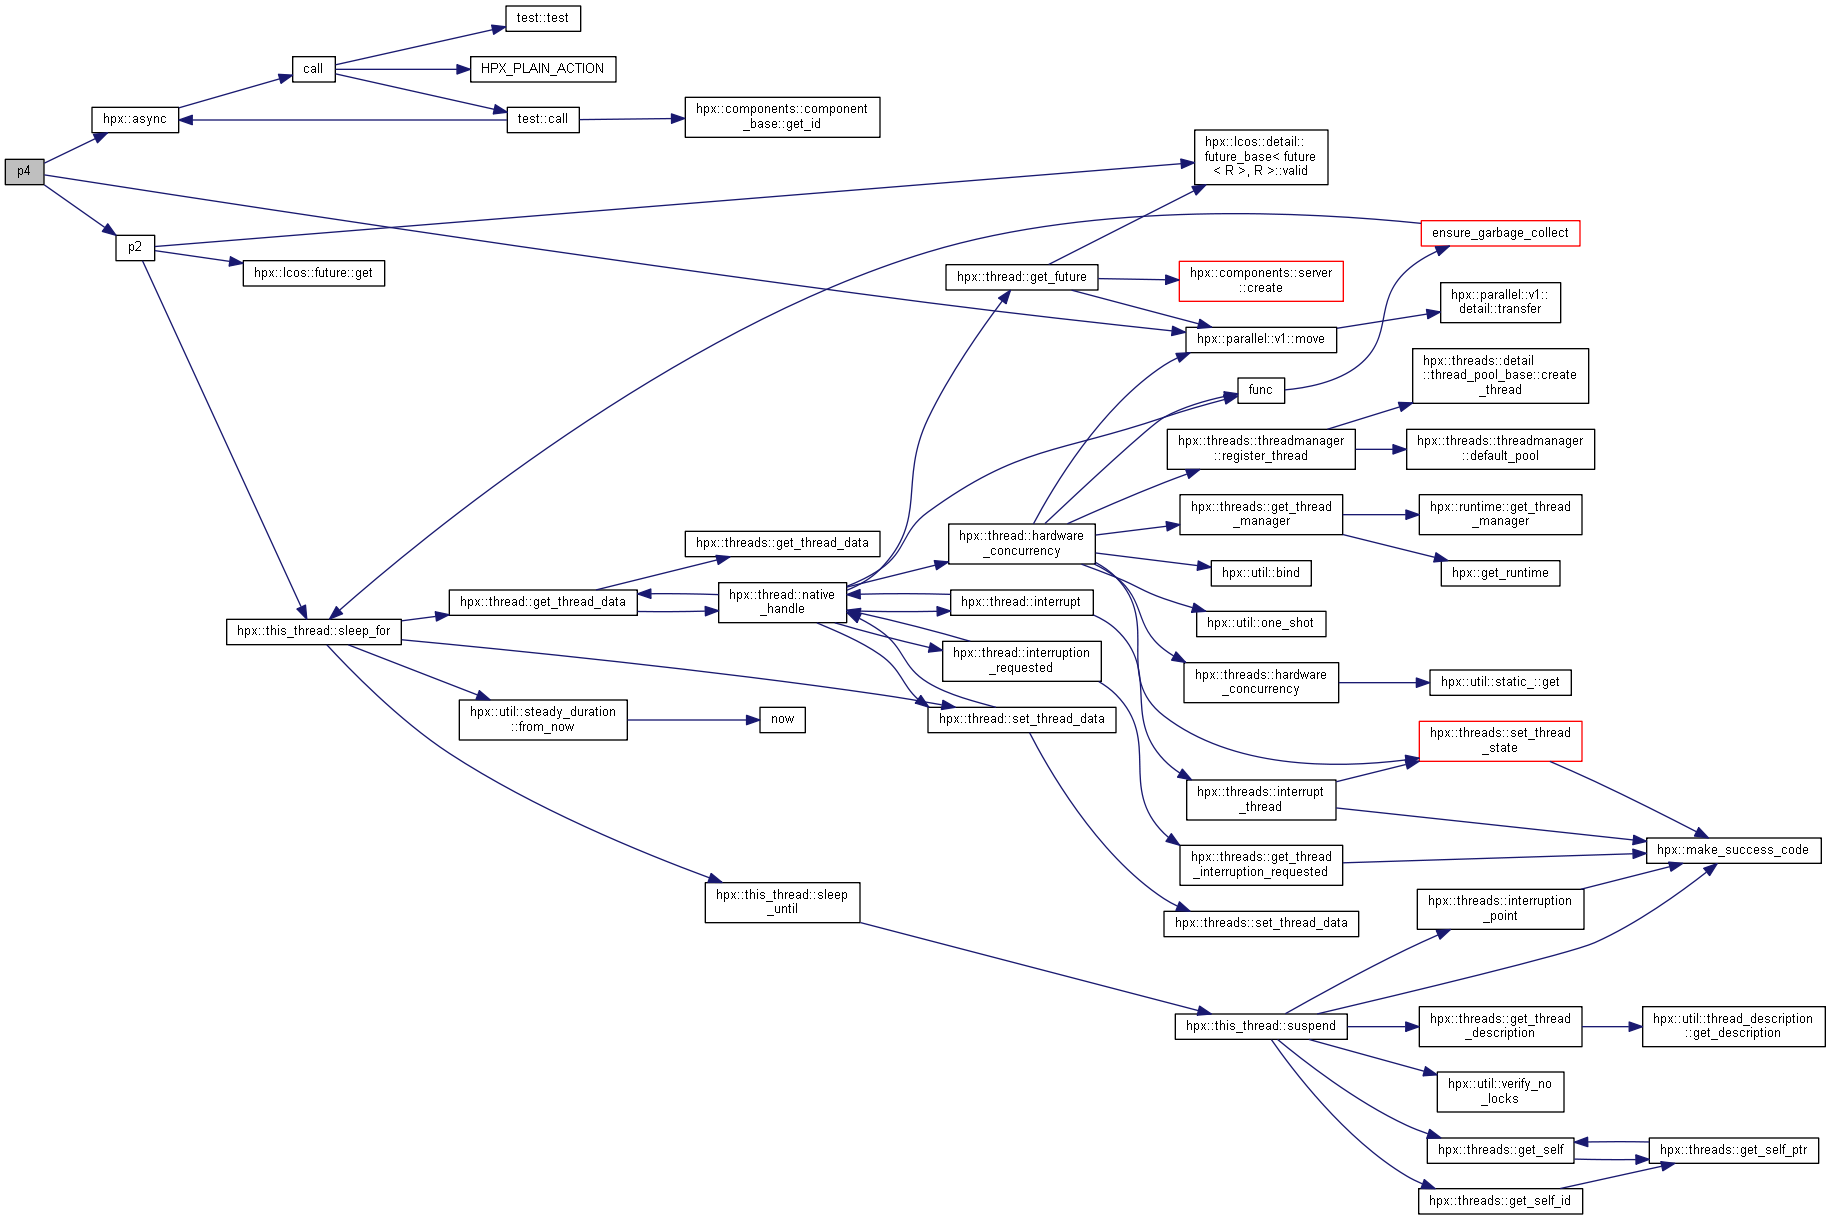 test::test
call
HPX_PLAIN_ACTION
hpx::async
test::call
hpx::components::component
_base::get_id
p4
hpx::lcos::detail::
future_base< future
< R >, R >::valid
p2
ensure_garbage_collect
hpx::lcos::future::get
hpx::thread::get_future
hpx::components::server
::create
hpx::parallel::v1::
detail::transfer
hpx::parallel::v1::move
hpx::threads::detail
::thread_pool_base::create
_thread
func
hpx::threads::threadmanager
::register_thread
hpx::threads::threadmanager
::default_pool
hpx::threads::get_thread
_manager
hpx::runtime::get_thread
_manager
hpx::threads::get_thread_data
hpx::thread::hardware
_concurrency
hpx::util::bind
hpx::get_runtime
hpx::thread::get_thread_data
hpx::thread::native
_handle
hpx::thread::interrupt
hpx::util::one_shot
hpx::this_thread::sleep_for
hpx::thread::interruption
_requested
hpx::threads::hardware
_concurrency
hpx::util::static_::get
hpx::util::steady_duration
::from_now
now
hpx::thread::set_thread_data
hpx::threads::set_thread
_state
hpx::threads::interrupt
_thread
hpx::make_success_code
hpx::threads::get_thread
_interruption_requested
hpx::this_thread::sleep
_until
hpx::threads::interruption
_point
hpx::threads::set_thread_data
hpx::this_thread::suspend
hpx::threads::get_thread
_description
hpx::util::thread_description
::get_description
hpx::util::verify_no
_locks
hpx::threads::get_self
hpx::threads::get_self_ptr
hpx::threads::get_self_id